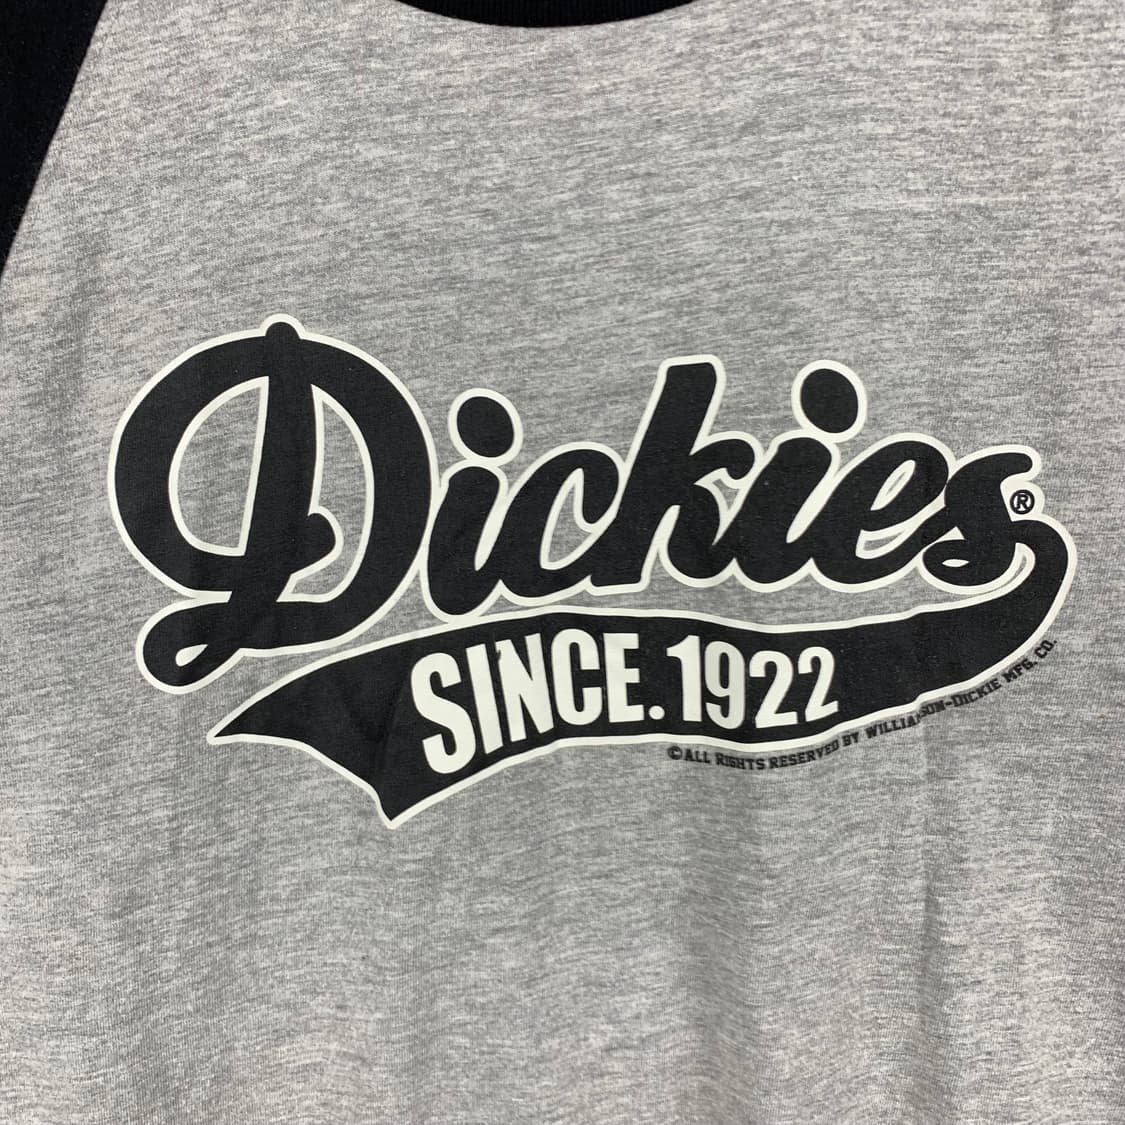 Dickies®
SINCE. 1922
©ALL RIGHTS RESERVED BY WILLIAMSON-DICKIE MFG. CO.